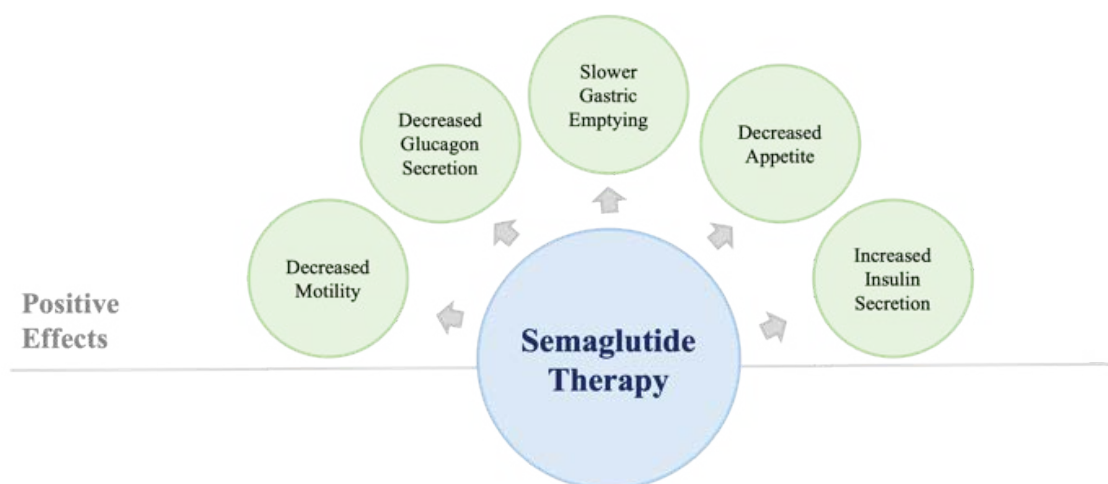 Slower
Gastric
Emptying
Decreased
Glucagon
Secretion
Decreased
Appetite
Decreased
Motility
Increased
Insulin
Secretion
Positive
Effects
Semaglutide
Therapy